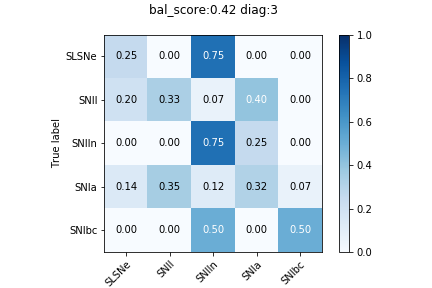 bal_score:0.42 diag:3
SLSNe 0.25 0.00 0.75 0.00 0.00
SNII 0.20 0.33 0.07 0.40 0.00
SNIIn 0.00 0.00 0.75 0.25 0.00
SNIa 0.14 0.35 0.12 0.32 0.07
SNIbc 0.00 0.00 0.50 0.00 0.50
True label
SLSNe SNII SNIIn SNIa SNIbc
1.0
0.8
0.6
0.4
0.2
0.0